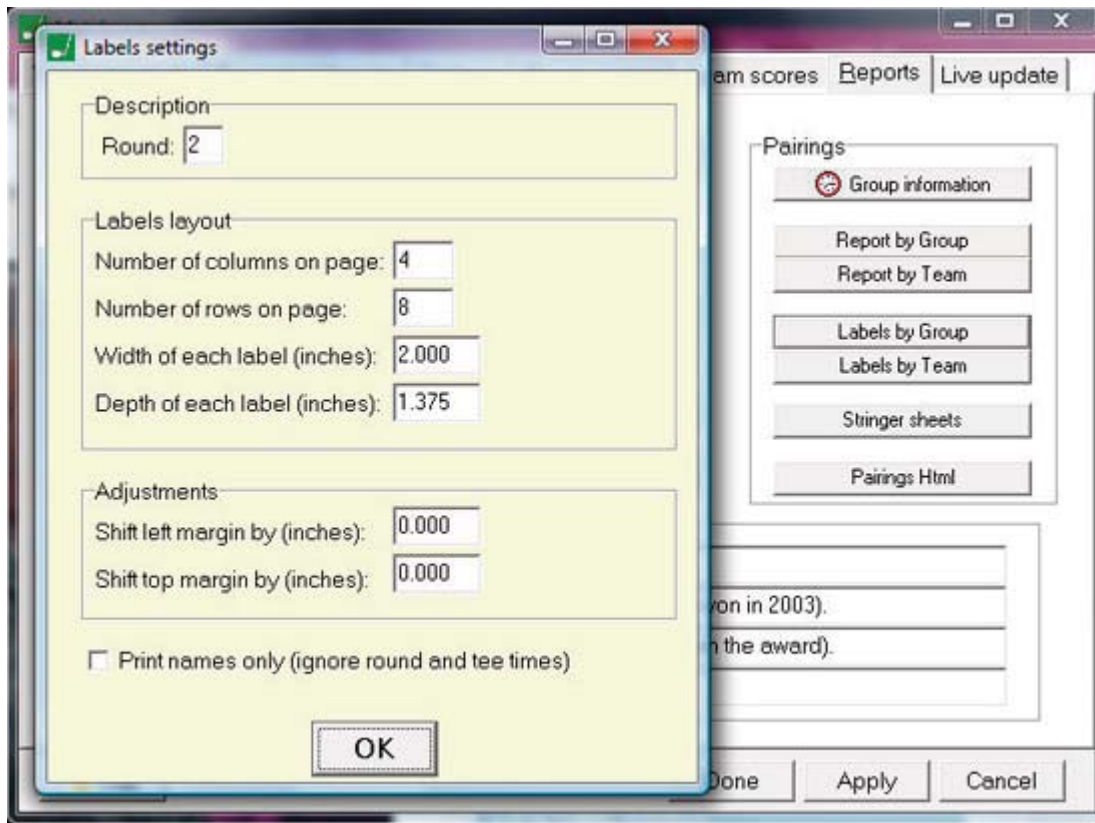 Labels settings
Description
Round: 2
Labels layout
Number of columns on page: 4
Number of rows on page: 8
Width of each label (inches): 2.000
Depth of each label (inches): 1.375
Adjustments
Shift left margin by (inches): 0.000
Shift top margin by (inches): 0.000
Print names only (ignore round and tee times)
OK
scores Reports Live update
Pairings
Group information
Report by Group
Report by Team
Labels by Group
Labels by Team
Stringer sheets
Pairings Html
in 2003).
the award).
Done Apply Cancel